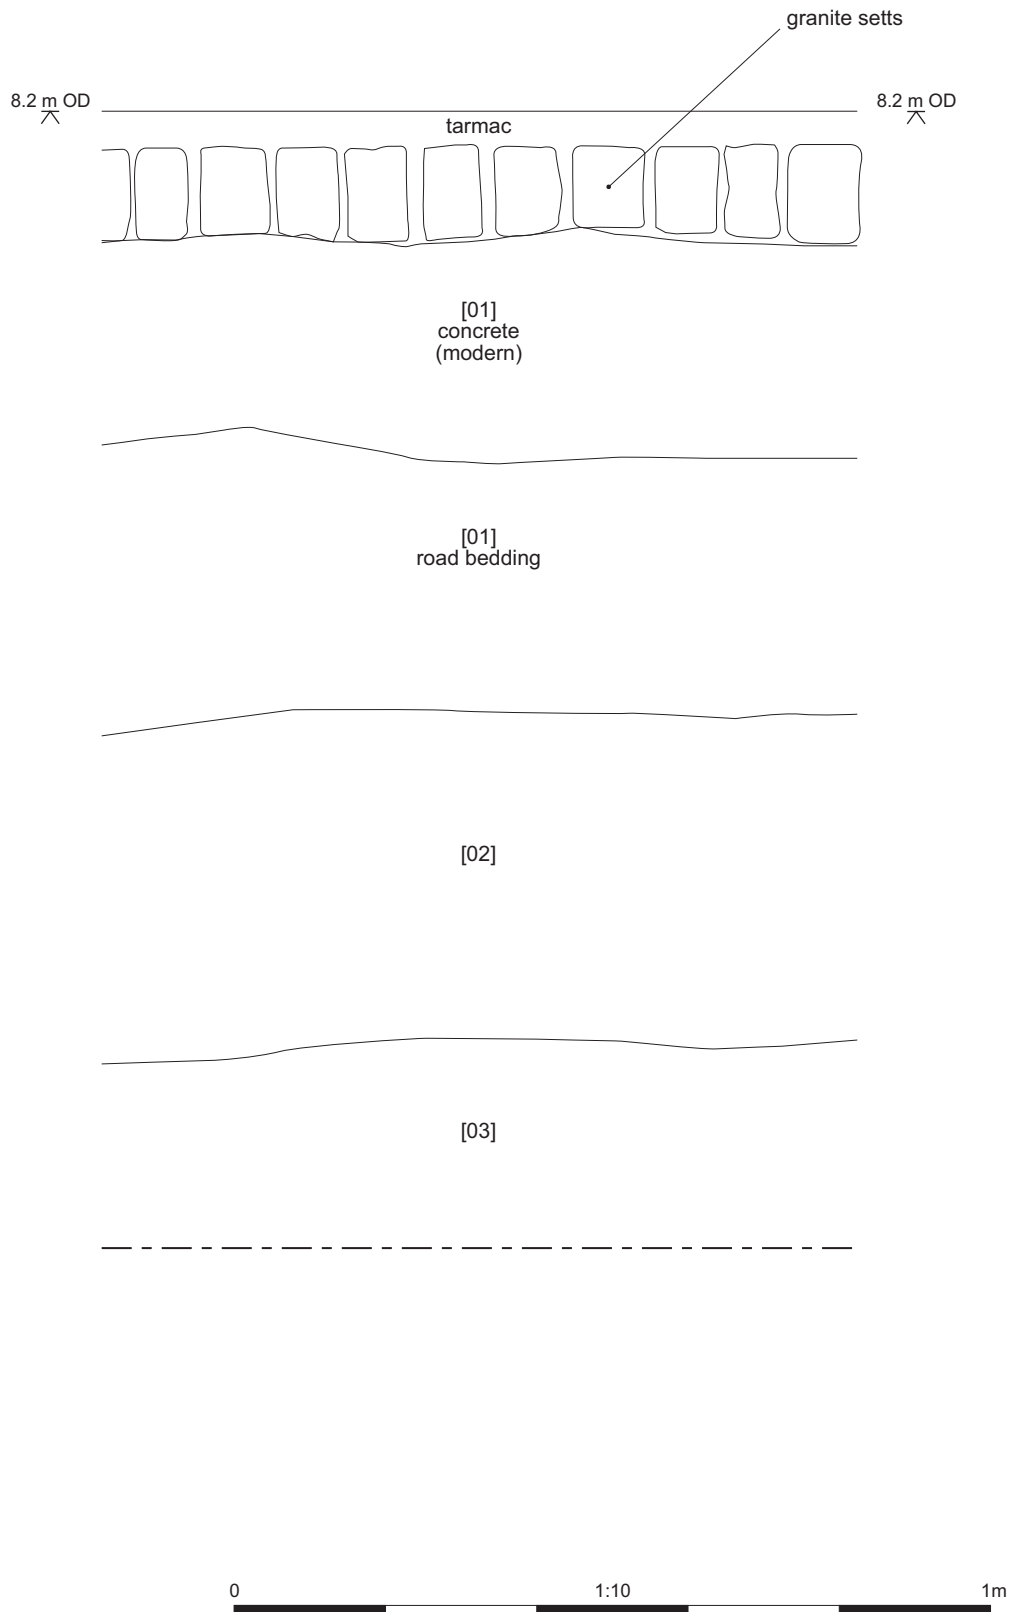 granite setts
8.2 m OD
8.2 m OD
tarmac
[01]
concrete
(modern)
[01]
road bedding
[02]
[03]
0
1:10
1m